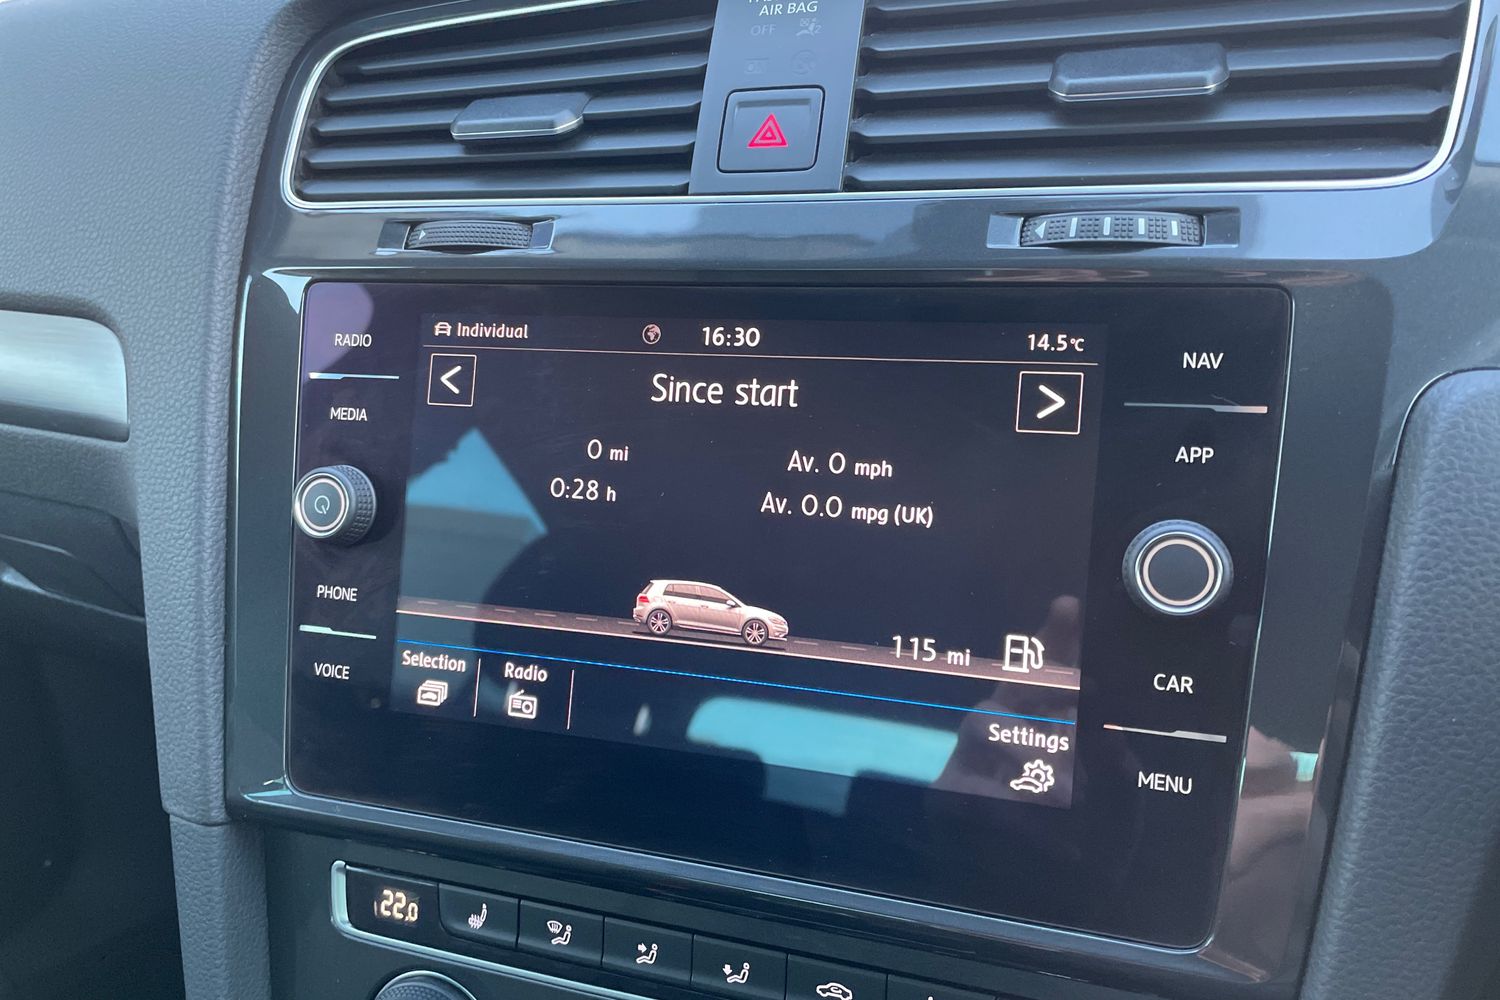 AIR BAG
OFF
RADIO
MEDIA
PHONE
VOICE
Individual
16:30
14.5°C
<
Since start
>
0 mi
Av. 0 mph
0:28 h
Av. 0.0 mpg (UK)
115 mi
Selection
Radio
Settings
NAV
APP
CAR
MENU
22.0